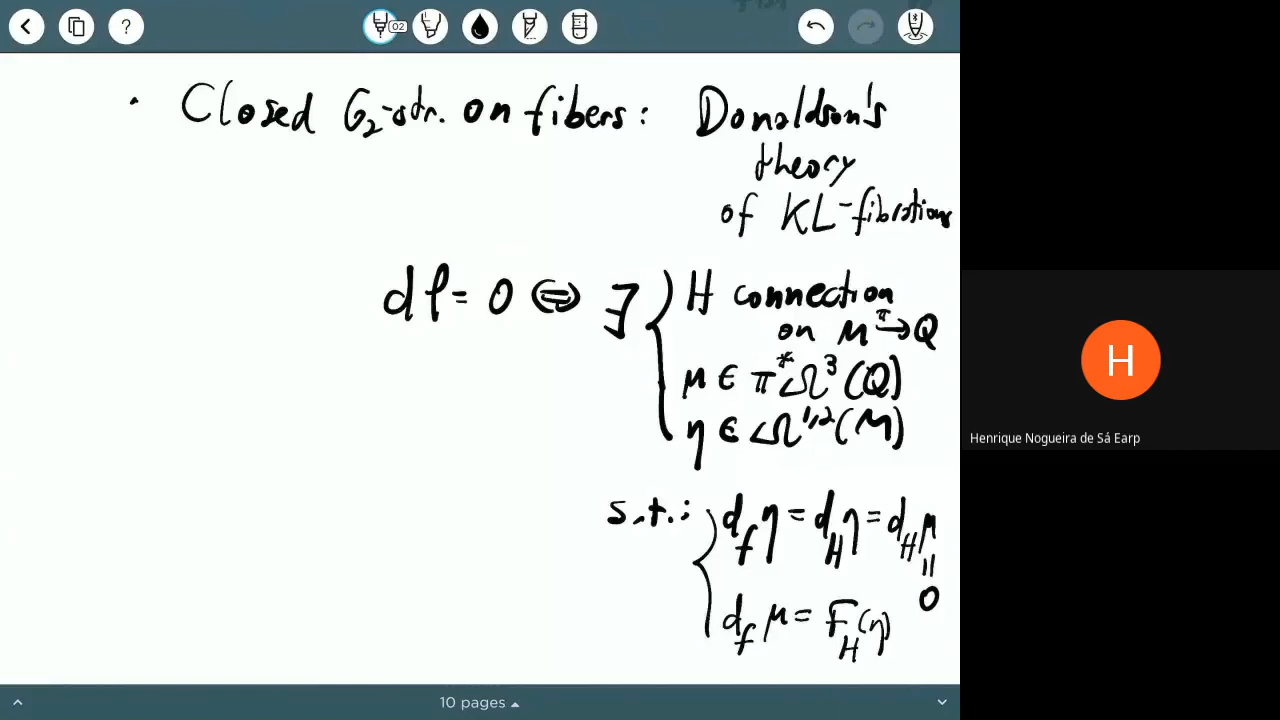 02
• Closed G₂-str. on fibers: Donaldson's
theory
of KL-fibrations
dφ = 0 ⇔ ∃ { H connection
on M →^π Q
μ ∈ π*Ω³(Q)
η ∈ Ω^{1,2}(M)
s.t.: { d_f η = d_H η = d_H μ
= 0
d_f μ = F_H(η)
H
Henrique Nogueira de Sá Earp
10 pages